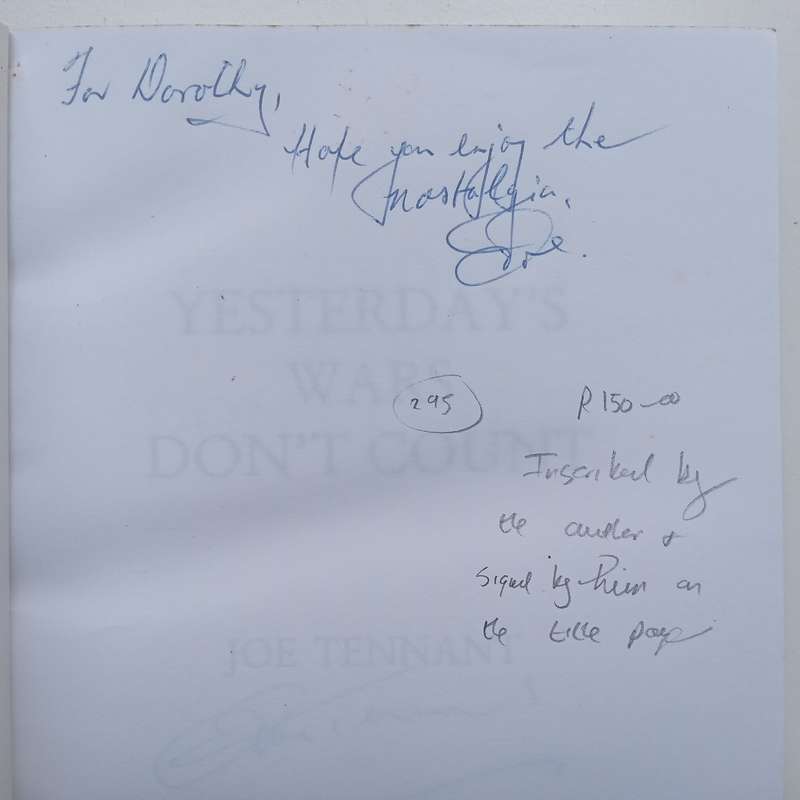 For Dorothy,
Hope you enjoy the
nostalgia.
Joe.
YESTERDAY'S
WARS
295 R150-00
DON'T COUNT
Inscribed by
the author &
signed by him on
the title page
JOE TENNANT